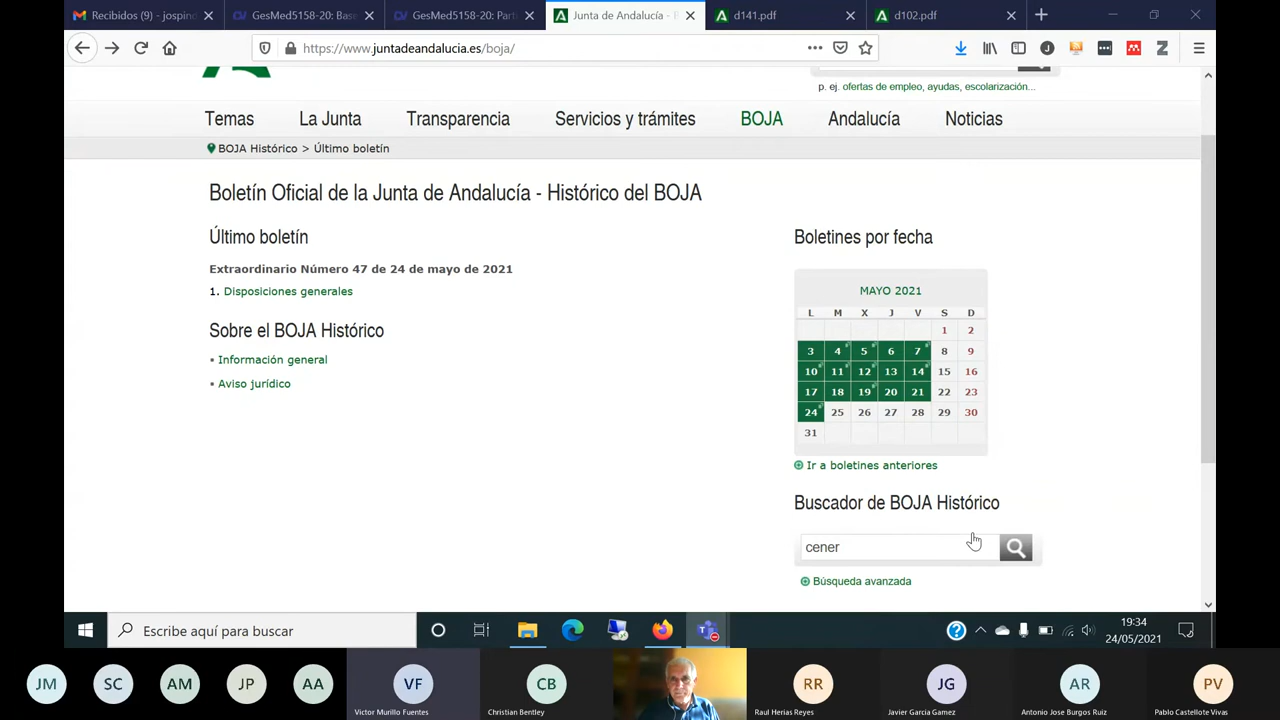 Recibidos (9) - jospind
GesMed5158-20: Base
GesMed5158-20: Part
Junta de Andalucía - B
d141.pdf
d102.pdf
https://www.juntadeandalucia.es/boja/
p. ej. ofertas de empleo, ayudas, escolarización...
Temas
La Junta
Transparencia
Servicios y trámites
BOJA
Andalucía
Noticias
BOJA Histórico > Último boletín
Boletín Oficial de la Junta de Andalucía - Histórico del BOJA
Último boletín
Extraordinario Número 47 de 24 de mayo de 2021
1. Disposiciones generales
Sobre el BOJA Histórico
• Información general
• Aviso jurídico
Boletines por fecha
MAYO 2021
L M X J V S D
1 2
3 4 5 6 7 8 9
10 11 12 13 14 15 16
17 18 19 20 21 22 23
24 25 26 27 28 29 30
31
Ir a boletines anteriores
Buscador de BOJA Histórico
cener
Búsqueda avanzada
Escribe aquí para buscar
19:34
24/05/2021
JM
SC
AM
JP
AA
VF
Victor Murillo Fuentes
CB
Christian Bentley
RR
Raul Herias Reyes
JG
Javier Garcia Gamez
AR
Antonio Jose Burgos Ruiz
PV
Pablo Castellote Vivas